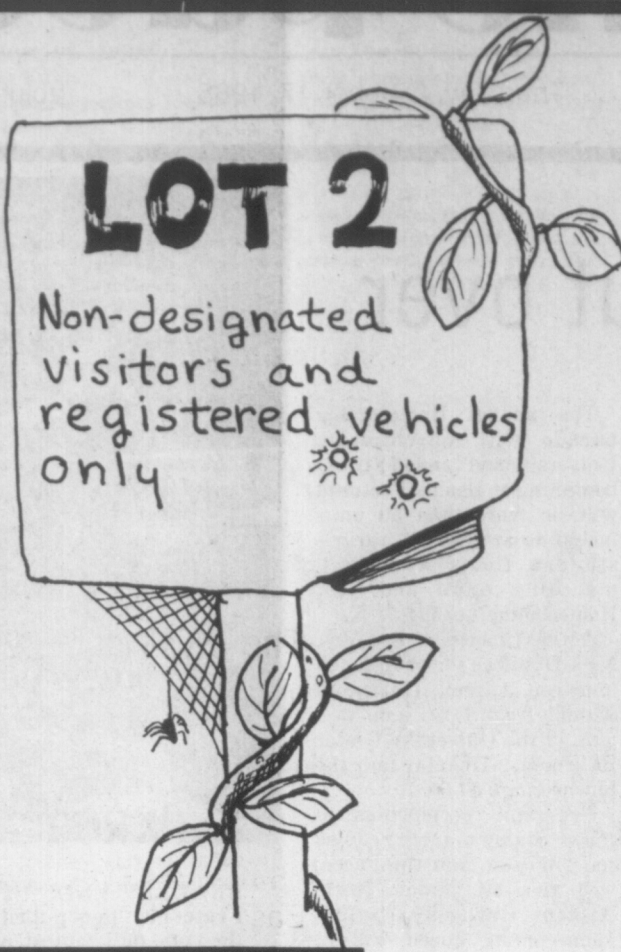 LOT 2
Non-designated
visitors and
registered vehicles
only